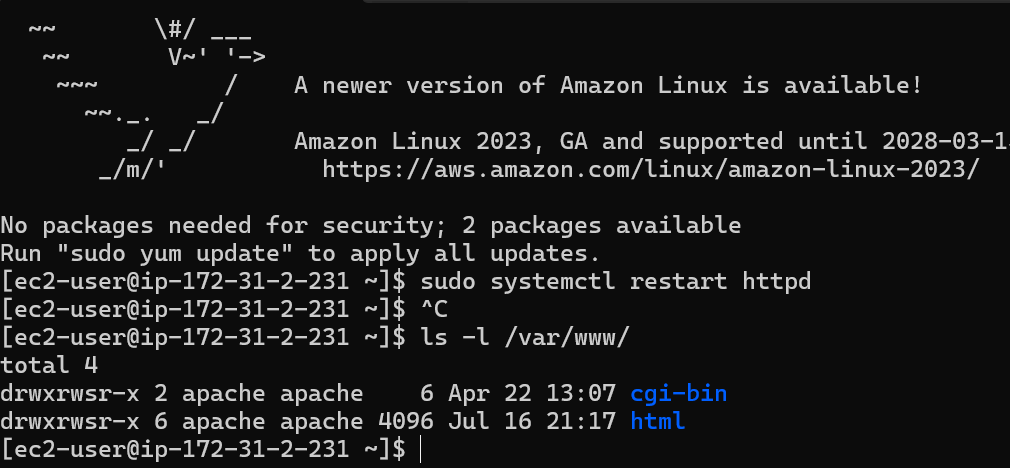 ~~       \#/ ___
~~        V~' '->
~~~         /    A newer version of Amazon Linux is available!
~~._.   _/
_/ _/       Amazon Linux 2023, GA and supported until 2028-03-1
_/m/'           https://aws.amazon.com/linux/amazon-linux-2023/
No packages needed for security; 2 packages available
Run "sudo yum update" to apply all updates.
[ec2-user@ip-172-31-2-231 ~]$ sudo systemctl restart httpd
[ec2-user@ip-172-31-2-231 ~]$ ^C
[ec2-user@ip-172-31-2-231 ~]$ ls -l /var/www/
total 4
drwxrwsr-x 2 apache apache    6 Apr 22 13:07 cgi-bin
drwxrwsr-x 6 apache apache 4096 Jul 16 21:17 html
[ec2-user@ip-172-31-2-231 ~]$